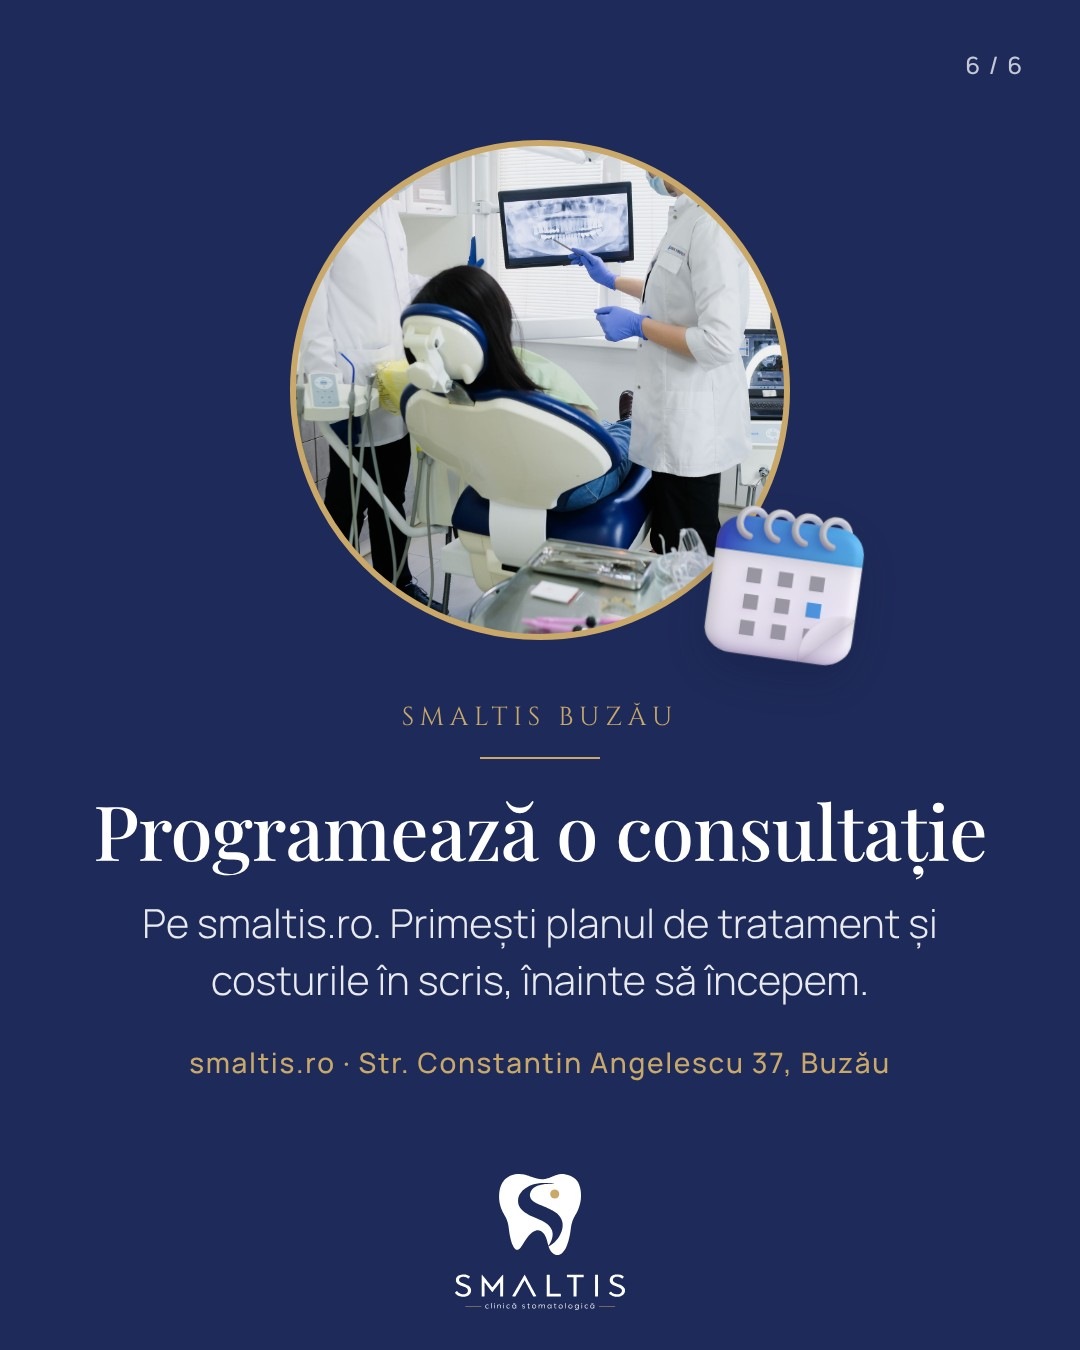 6 / 6
SMALTIS BUZĂU
Programează o consultație
Pe smaltis.ro. Primești planul de tratament și
costurile în scris, înainte să începem.
smaltis.ro · Str. Constantin Angelescu 37, Buzău
SMALTIS
clinică stomatologică